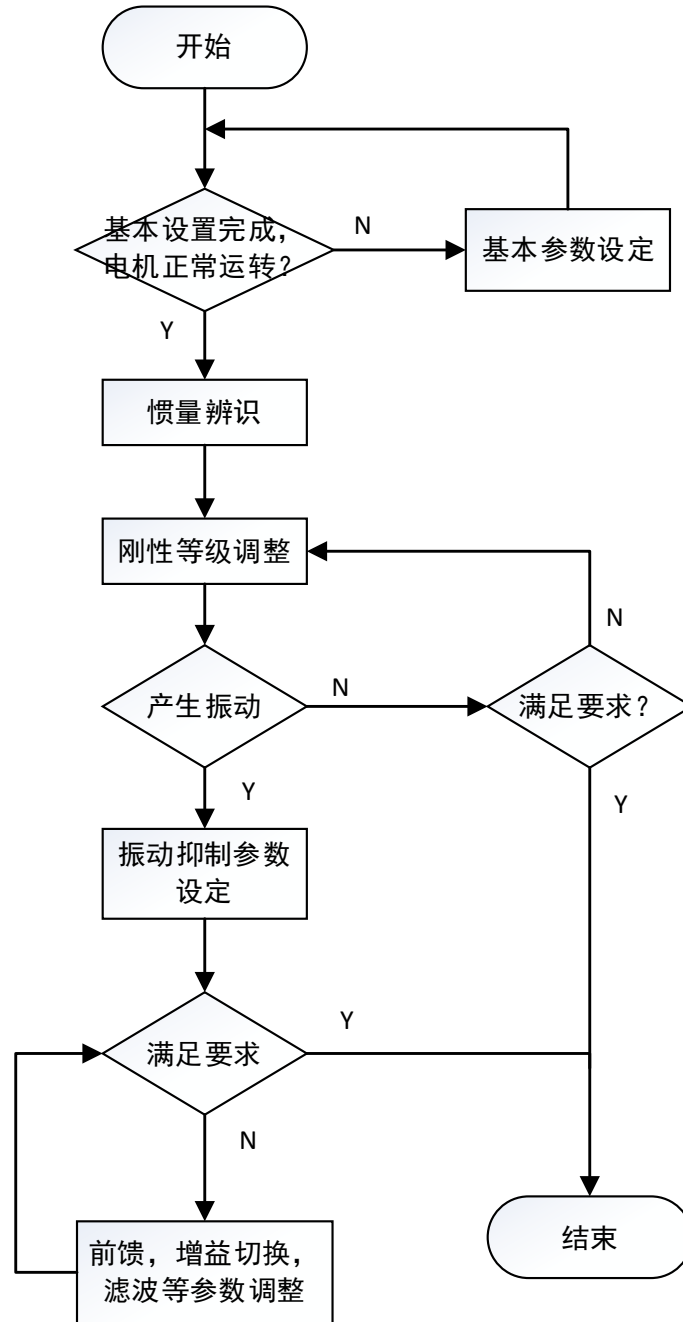 开始
基本设置完成，
电机正常运转？
N
基本参数设定
Y
惯量辨识
刚性等级调整
N
产生振动
N
满足要求？
Y
Y
振动抑制参数
设定
Y
满足要求
N
前馈，增益切换，
滤波等参数调整
结束